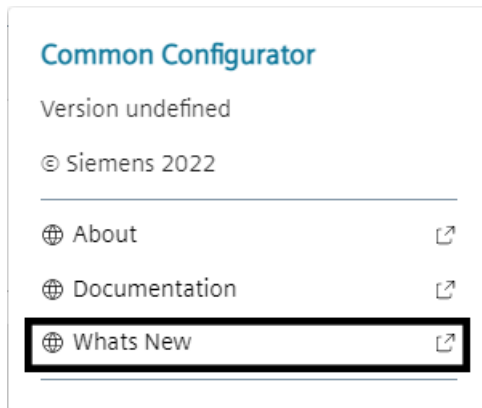 Common Configurator
Version undefined
© Siemens 2022
About
Documentation
Whats New